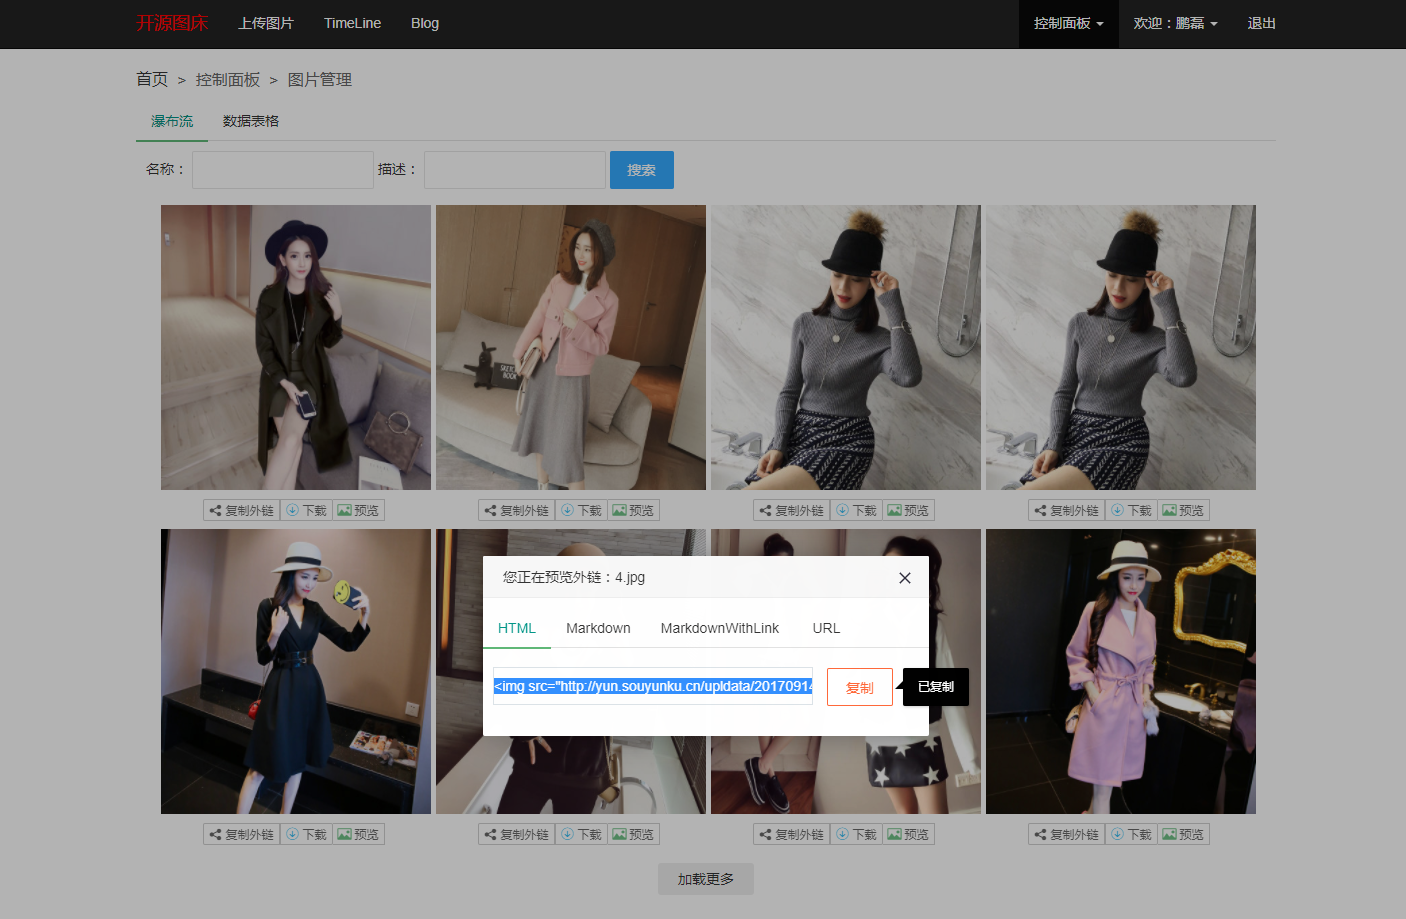 开源图床 上传图片 TimeLine Blog 控制面板 欢迎：鹏磊 退出
首页 > 控制面板 > 图片管理
瀑布流 数据表格
名称： 描述： 搜索
SKETCH BOOK
复制外链 下载 预览 复制外链 下载 预览 复制外链 下载 预览 复制外链 下载 预览
您正在预览外链：4.jpg
HTML Markdown MarkdownWithLink URL
<img src="http://yun.souyunku.cn/upldata/20170914 复制 已复制
复制外链 下载 预览 复制外链 下载 预览 复制外链 下载 预览 复制外链 下载 预览
加载更多